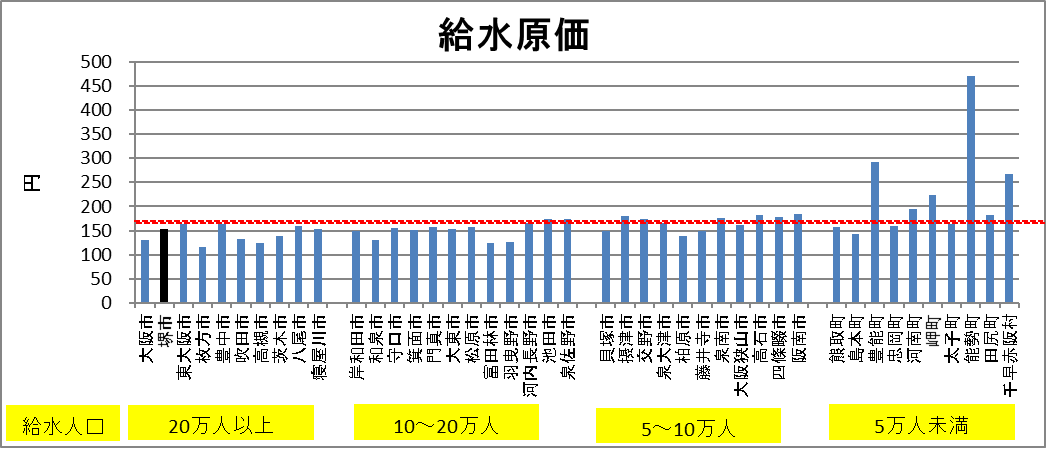 給水原価
500
450
400
350
300
250
200
150
100
50
0
円
大阪市
堺市
東大阪市
枚方市
豊中市
吹田市
高槻市
茨木市
八尾市
寝屋川市
岸和田市
和泉市
守口市
箕面市
門真市
大東市
松原市
富田林市
羽曳野市
河内長野市
池田市
泉佐野市
貝塚市
摂津市
交野市
泉大津市
柏原市
藤井寺市
泉南市
大阪狭山市
高石市
四條畷市
阪南市
熊取町
島本町
豊能町
忠岡町
河南町
岬町
太子町
能勢町
田尻町
千早赤阪村
給水人口
20万人以上
10～20万人
5～10万人
5万人未満